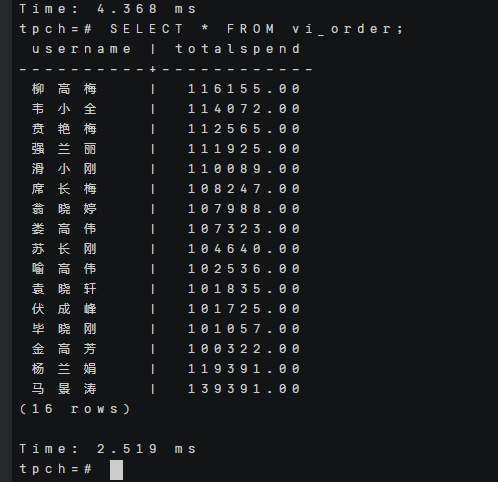 Time: 4.368 ms
tpch=# SELECT * FROM vi_order;
username | totalspend
----------+------------
柳高梅 | 116155.00
韦小全 | 114072.00
贲艳梅 | 112565.00
强兰丽 | 111925.00
滑小刚 | 110089.00
席长梅 | 108247.00
翁晓婷 | 107988.00
娄高伟 | 107323.00
苏长刚 | 104640.00
喻高伟 | 102536.00
袁晓轩 | 101835.00
伏成峰 | 101725.00
毕晓刚 | 101057.00
金高芳 | 100322.00
杨兰娟 | 119391.00
马景涛 | 139391.00
(16 rows)
Time: 2.519 ms
tpch=#